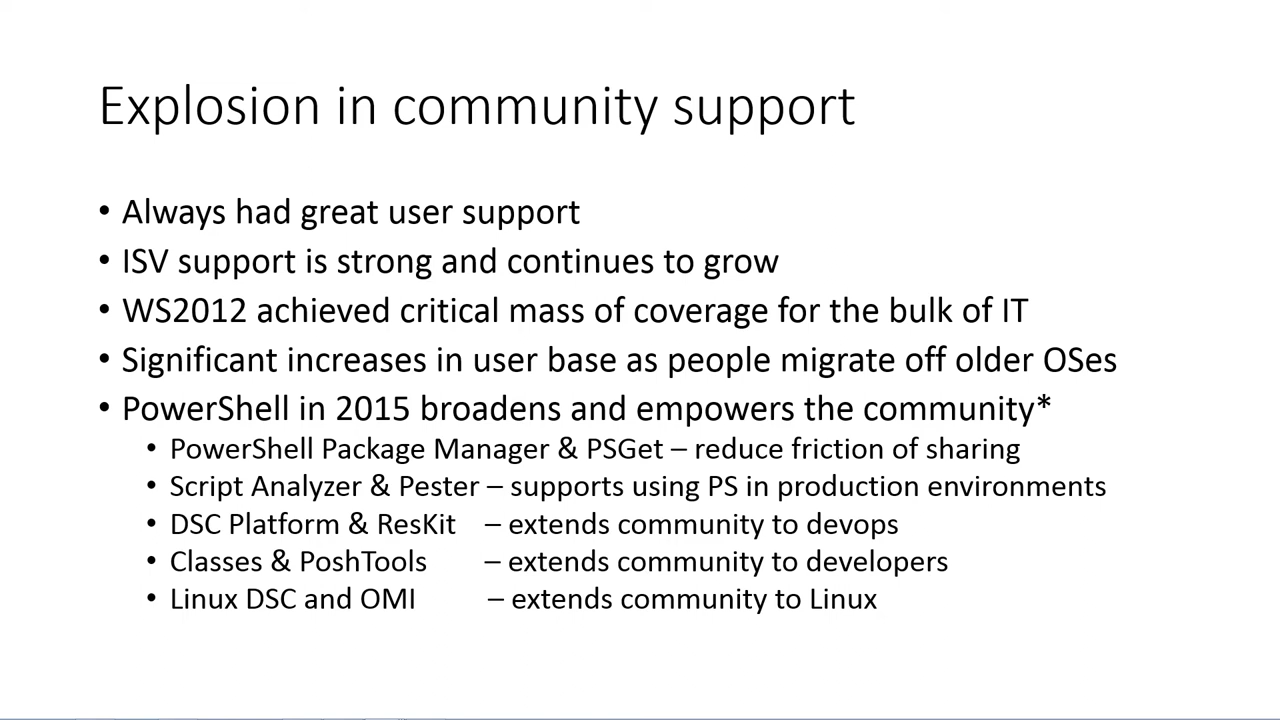 Explosion in community support
• Always had great user support
• ISV support is strong and continues to grow
• WS2012 achieved critical mass of coverage for the bulk of IT
• Significant increases in user base as people migrate off older OSes
• PowerShell in 2015 broadens and empowers the community*
• PowerShell Package Manager & PSGet – reduce friction of sharing
• Script Analyzer & Pester – supports using PS in production environments
• DSC Platform & ResKit – extends community to devops
• Classes & PoshTools – extends community to developers
• Linux DSC and OMI – extends community to Linux